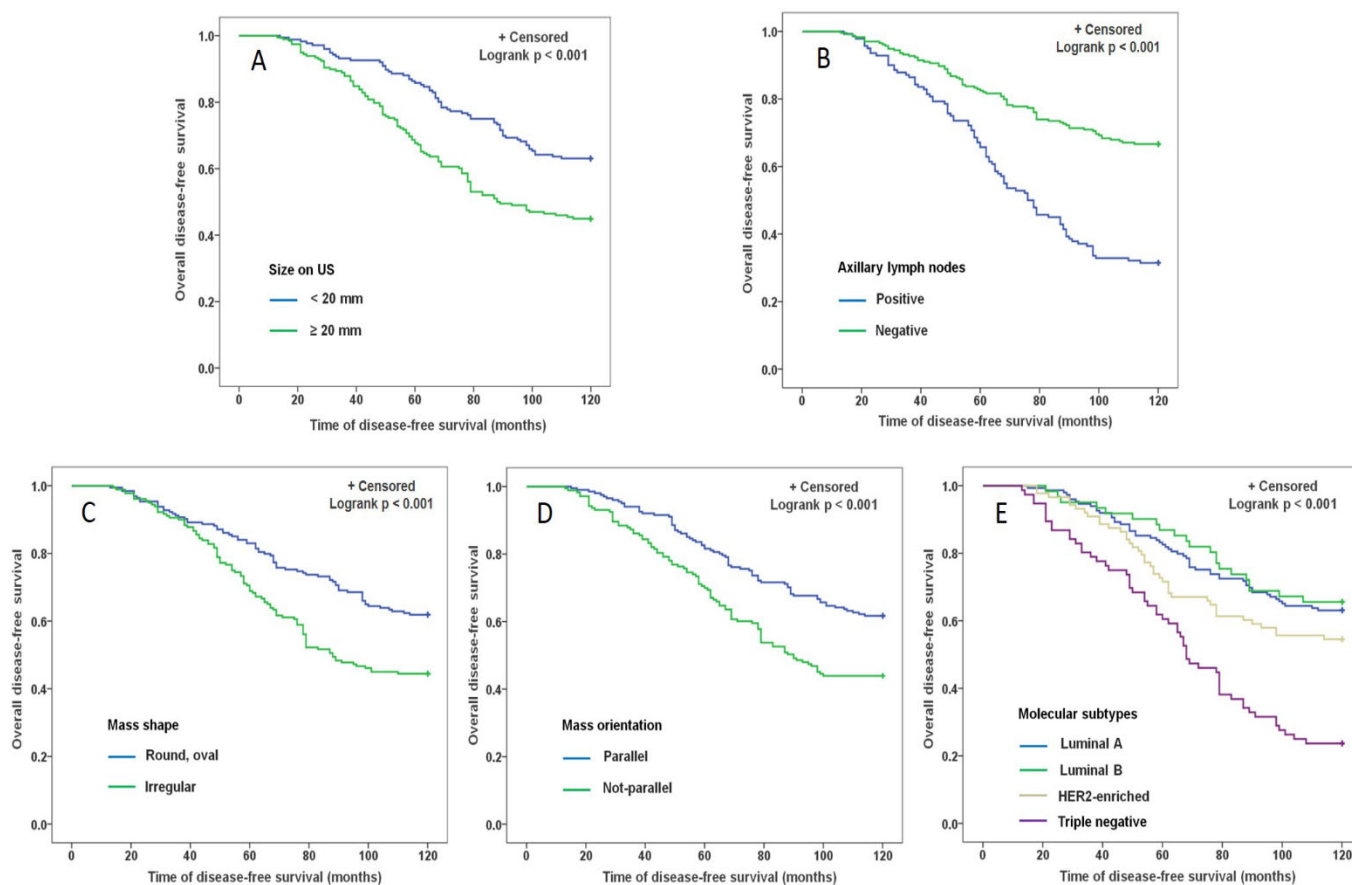 A
+ Censored
Logrank p < 0.001
Overall disease-free survival
1.0
0.8
0.6
0.4
0.2
0.0
Size on US
< 20 mm
≥ 20 mm
0 20 40 60 80 100 120
Time of disease-free survival (months)
B
+ Censored
Logrank p < 0.001
Overall disease-free survival
1.0
0.8
0.6
0.4
0.2
0.0
Axillary lymph nodes
Positive
Negative
0 20 40 60 80 100 120
Time of disease-free survival (months)
C
+ Censored
Logrank p < 0.001
Overall disease-free survival
1.0
0.8
0.6
0.4
0.2
0.0
Mass shape
Round, oval
Irregular
0 20 40 60 80 100 120
Time of disease-free survival (months)
D
+ Censored
Logrank p < 0.001
Overall disease-free survival
1.0
0.8
0.6
0.4
0.2
0.0
Mass orientation
Parallel
Not-parallel
0 20 40 60 80 100 120
Time of disease-free survival (months)
E
+ Censored
Logrank p < 0.001
Overall disease-free survival
1.0
0.8
0.6
0.4
0.2
0.0
Molecular subtypes
Luminal A
Luminal B
HER2-enriched
Triple negative
0 20 40 60 80 100 120
Time of disease-free survival (months)